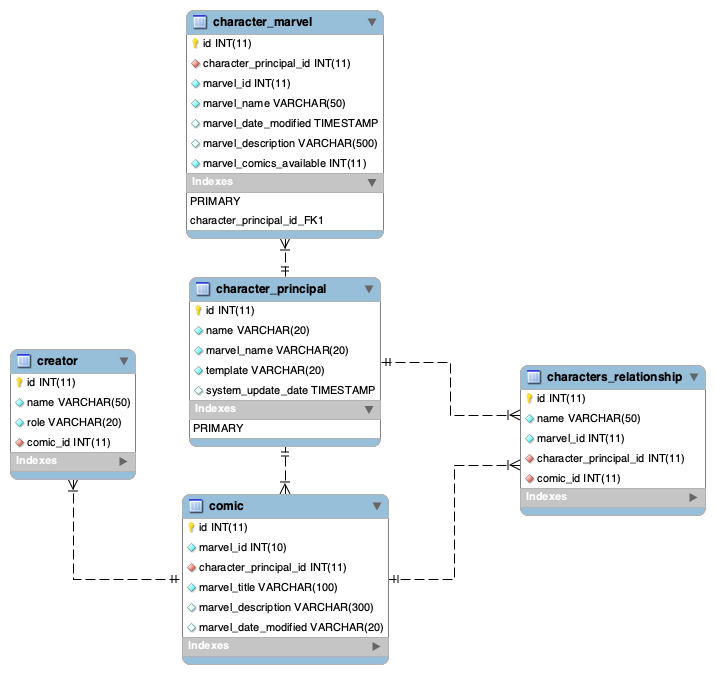 character_marvel
id INT(11)
character_principal_id INT(11)
marvel_id INT(11)
marvel_name VARCHAR(50)
marvel_date_modified TIMESTAMP
marvel_description VARCHAR(500)
marvel_comics_available INT(11)
Indexes
PRIMARY
character_principal_id_FK1
character_principal
id INT(11)
name VARCHAR(20)
marvel_name VARCHAR(20)
template VARCHAR(20)
system_update_date TIMESTAMP
Indexes
PRIMARY
creator
id INT(11)
name VARCHAR(50)
role VARCHAR(20)
comic_id INT(11)
Indexes
characters_relationship
id INT(11)
name VARCHAR(50)
marvel_id INT(11)
character_principal_id INT(11)
comic_id INT(11)
Indexes
comic
id INT(11)
marvel_id INT(10)
character_principal_id INT(11)
marvel_title VARCHAR(100)
marvel_description VARCHAR(300)
marvel_date_modified VARCHAR(20)
Indexes